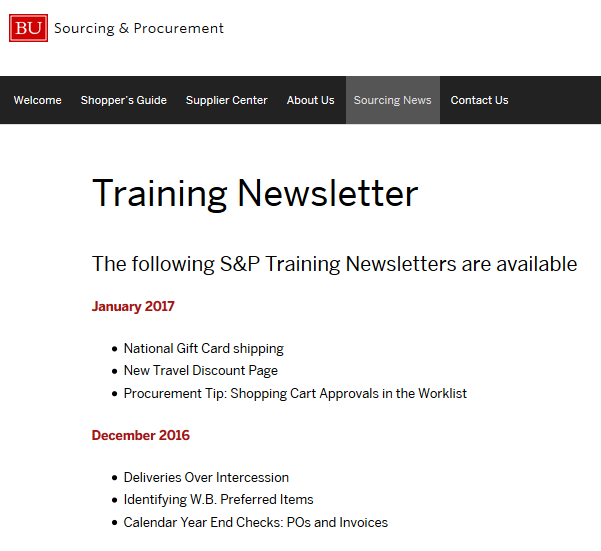 BU Sourcing & Procurement
Welcome Shopper's Guide Supplier Center About Us Sourcing News Contact Us
Training Newsletter
The following S&P Training Newsletters are available
January 2017
• National Gift Card shipping
• New Travel Discount Page
• Procurement Tip: Shopping Cart Approvals in the Worklist
December 2016
• Deliveries Over Intercession
• Identifying W.B. Preferred Items
• Calendar Year End Checks: POs and Invoices